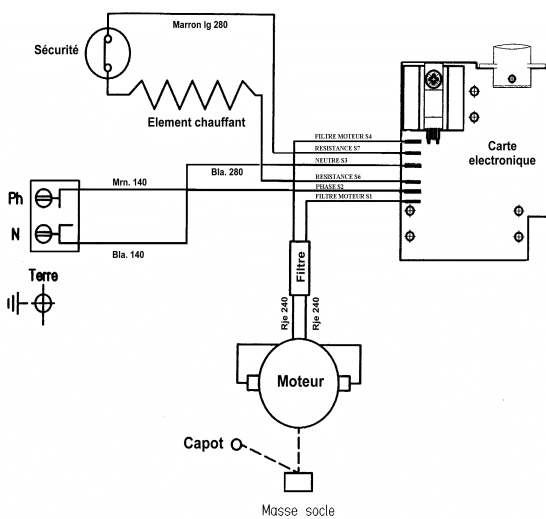 Marron lg 280
Sécurité
Element chauffant
FILTRE MOTEUR S4
RESISTANCE S7
NEUTRE S3
RESISTANCE S6
PHASE S2
FILTRE MOTEUR S1
Carte
electronique
Bla. 280
Mrn. 140
Ph
N
Bla. 140
Terre
Filtre
Rje 240
Rje 240
Moteur
Capot
Masse socle